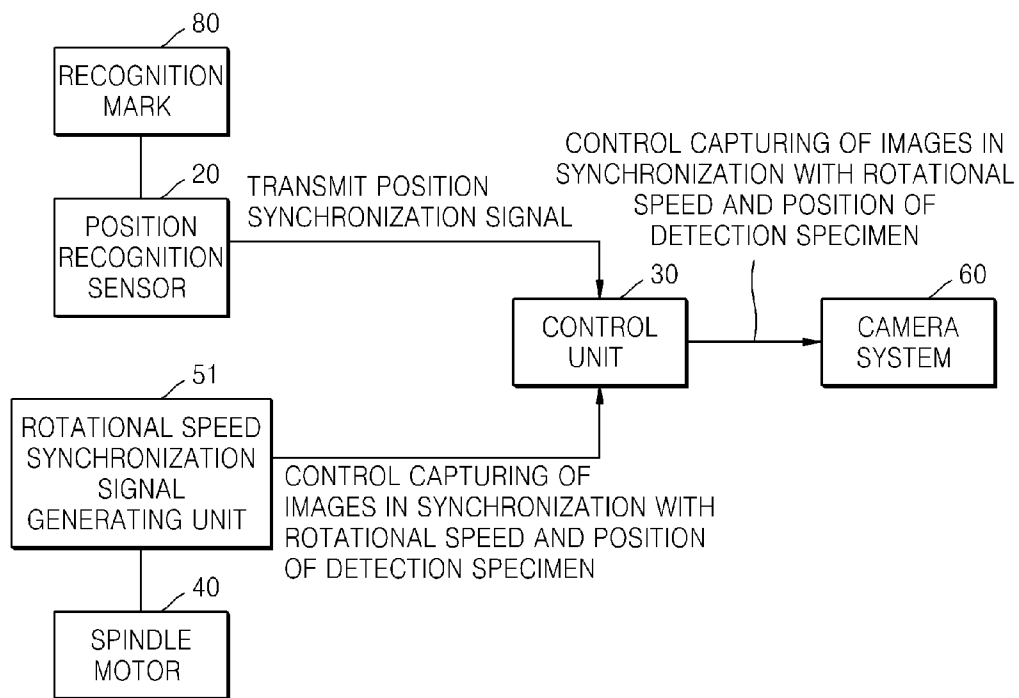 80
RECOGNITION
MARK
20
POSITION
RECOGNITION
SENSOR
TRANSMIT POSITION
SYNCHRONIZATION SIGNAL
CONTROL CAPTURING OF IMAGES IN
SYNCHRONIZATION WITH ROTATIONAL
SPEED AND POSITION OF
DETECTION SPECIMEN
30
CONTROL
UNIT
60
CAMERA
SYSTEM
51
ROTATIONAL SPEED
SYNCHRONIZATION
SIGNAL
GENERATING UNIT
CONTROL CAPTURING OF
IMAGES IN SYNCHRONIZATION WITH
ROTATIONAL SPEED AND POSITION
OF DETECTION SPECIMEN
40
SPINDLE
MOTOR